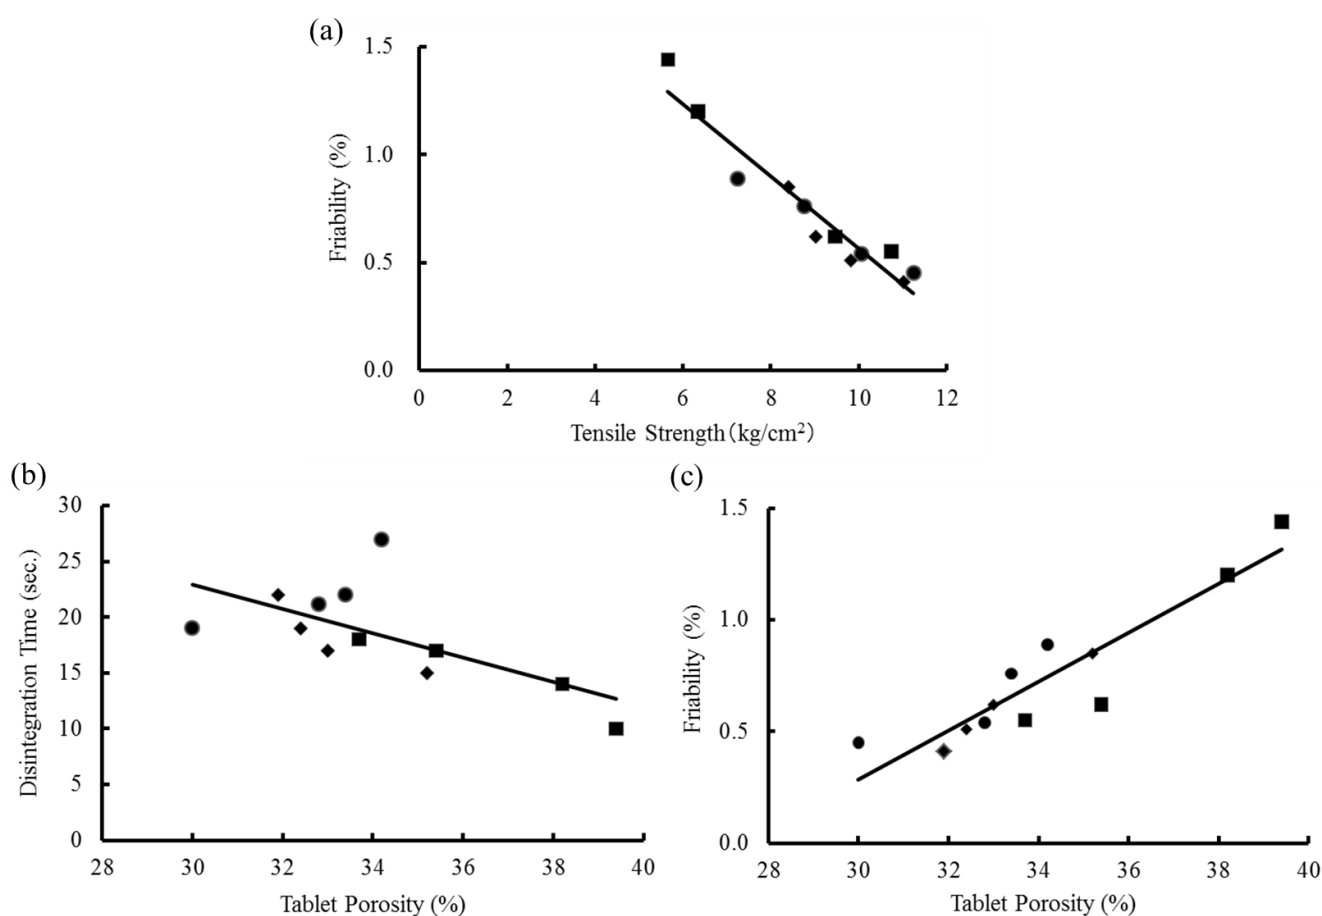 (a)
1.5
1.0
0.5
0.0
Friability (%)
0 2 4 6 8 10 12
Tensile Strength（kg/cm²）
(b)
30
25
20
15
10
5
0
Disintegration Time (sec.)
28 30 32 34 36 38 40
Tablet Porosity (%)
(c)
1.5
1.0
0.5
0.0
Friability (%)
28 30 32 34 36 38 40
Tablet Porosity (%)